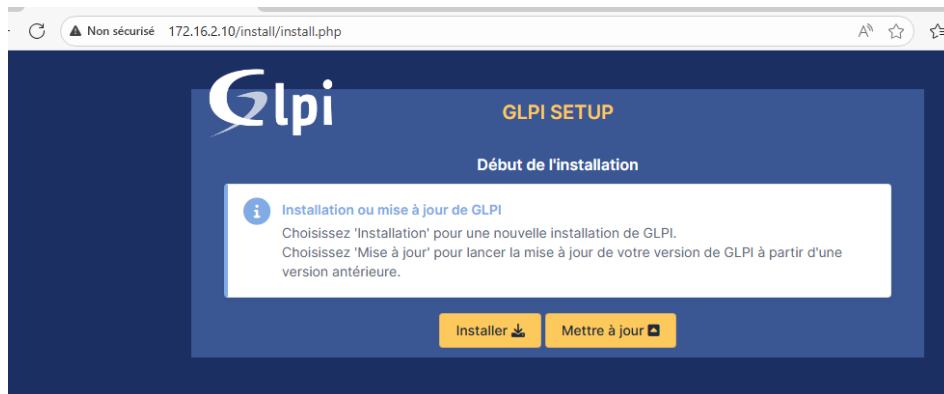 Non sécurisé 172.16.2.10/install/install.php
Glpi
GLPI SETUP
Début de l'installation
Installation ou mise à jour de GLPI
Choisissez 'Installation' pour une nouvelle installation de GLPI.
Choisissez 'Mise à jour' pour lancer la mise à jour de votre version de GLPI à partir d'une
version antérieure.
Installer Mettre à jour